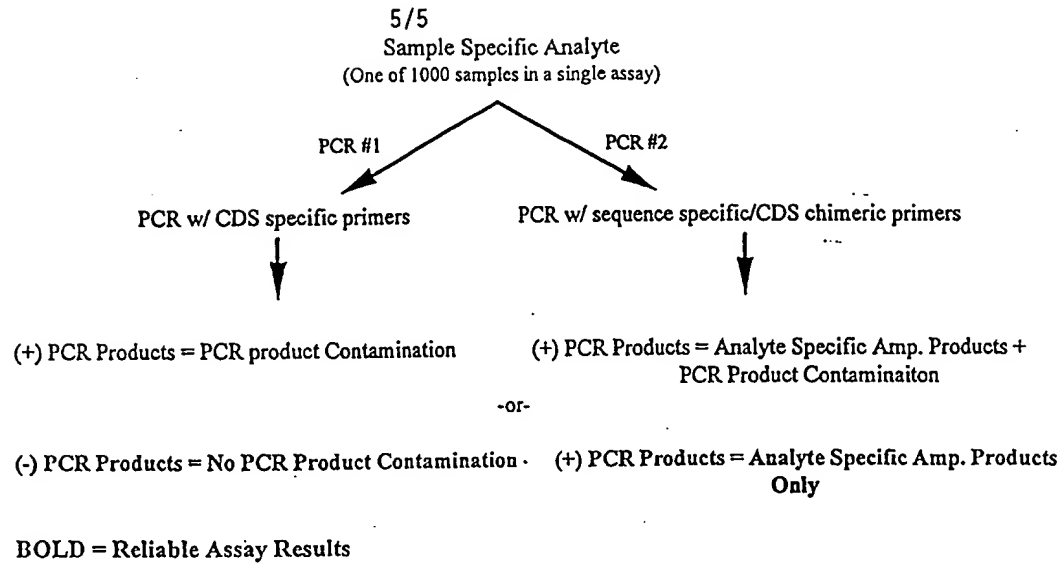 5/5
Sample Specific Analyte
(One of 1000 samples in a single assay)
PCR #1
PCR #2
PCR w/ CDS specific primers
PCR w/ sequence specific/CDS chimeric primers
(+) PCR Products = PCR product Contamination
(+) PCR Products = Analyte Specific Amp. Products +
PCR Product Contaminaiton
-or-
(-) PCR Products = No PCR Product Contamination
(+) PCR Products = Analyte Specific Amp. Products
Only
BOLD = Reliable Assay Results